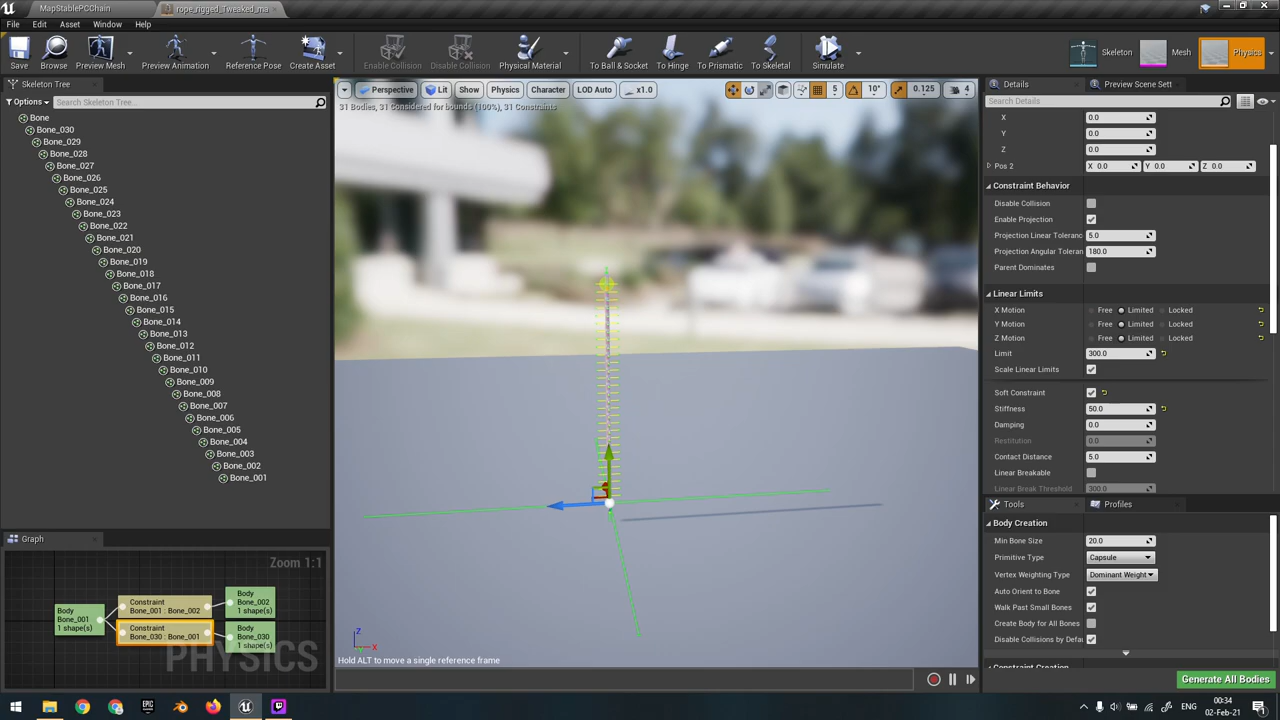 MapStablePCChain
rope_rigged_Tweaked_ma
File Edit Asset Window Help
Save
Browse
Preview Mesh
Preview Animation
Reference Pose
Create Asset
Enable Collision
Disable Collision
Physical Material
To Ball & Socket
To Hinge
To Prismatic
To Skeletal
Simulate
Skeleton
Mesh
Physics
Skeleton Tree
Options
Search Skeleton Tree...
Bone
Bone_030
Bone_029
Bone_028
Bone_027
Bone_026
Bone_025
Bone_024
Bone_023
Bone_022
Bone_021
Bone_020
Bone_019
Bone_018
Bone_017
Bone_016
Bone_015
Bone_014
Bone_013
Bone_012
Bone_011
Bone_010
Bone_009
Bone_008
Bone_007
Bone_006
Bone_005
Bone_004
Bone_003
Bone_002
Bone_001
Graph
Zoom 1:1
Body
Bone_001
1 shape(s)
Constraint
Bone_001 : Bone_002
Constraint
Bone_030 : Bone_001
Body
Bone_002
1 shape(s)
Body
Bone_030
1 shape(s)
PHYSICS
Perspective Lit Show Physics Character LOD Auto x1.0
5 10° 0.125 4
31 Bodies, 31 Considered for bounds (100%), 31 Constraints
Z
X
Hold ALT to move a single reference frame
Details
Preview Scene Sett
Search Details
X 0.0
Y 0.0
Z 0.0
Pos 2 X 0.0 Y 0.0 Z 0.0
Constraint Behavior
Disable Collision
Enable Projection
Projection Linear Toleranc 5.0
Projection Angular Toleran 180.0
Parent Dominates
Linear Limits
X Motion Free Limited Locked
Y Motion Free Limited Locked
Z Motion Free Limited Locked
Limit 300.0
Scale Linear Limits
Soft Constraint
Stiffness 50.0
Damping 0.0
Restitution 0.0
Contact Distance 5.0
Linear Breakable
Linear Break Threshold 300.0
Tools
Profiles
Body Creation
Min Bone Size 20.0
Primitive Type Capsule
Vertex Weighting Type Dominant Weight
Auto Orient to Bone
Walk Past Small Bones
Create Body for All Bones
Disable Collisions by Defau
Constraint Creation
Generate All Bodies
EPIC
00:34
02-Feb-21